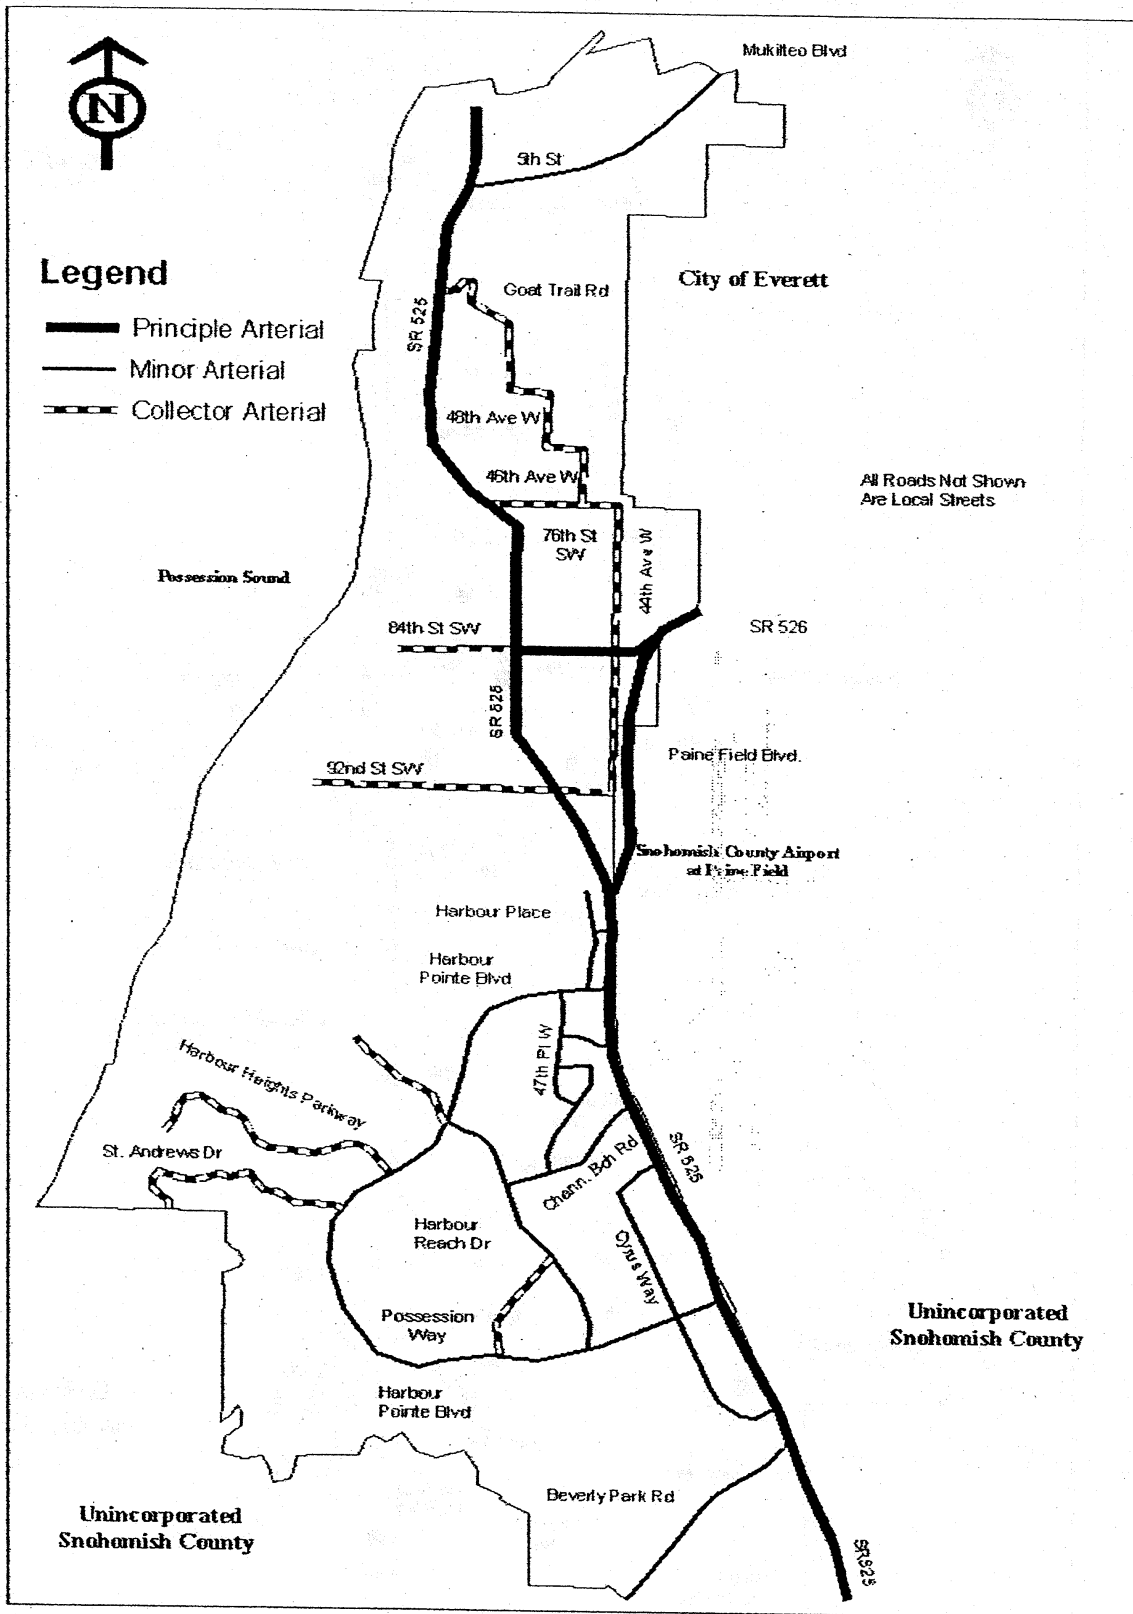 Mukilteo Blvd
N
5th St
Legend
Principle Arterial
Minor Arterial
Collector Arterial
City of Everett
Goat Trail Rd
SR 525
48th Ave W
46th Ave W
All Roads Not Shown
Are Local Streets
76th St
SW
44th Ave W
Possession Sound
84th St SW
SR 526
SR 525
Paine Field Blvd.
92nd St SW
Snohomish County Airport
at Paine Field
Harbour Place
Harbour
Pointe Blvd
47th Pl W
Harbour Heights Parkway
St. Andrews Dr
Chenn. Bch Rd
SR 525
Harbour
Reach Dr
Cyrus Way
Possession
Way
Unincorporated
Snohomish County
Harbour
Pointe Blvd
Beverly Park Rd
Unincorporated
Snohomish County
SR525